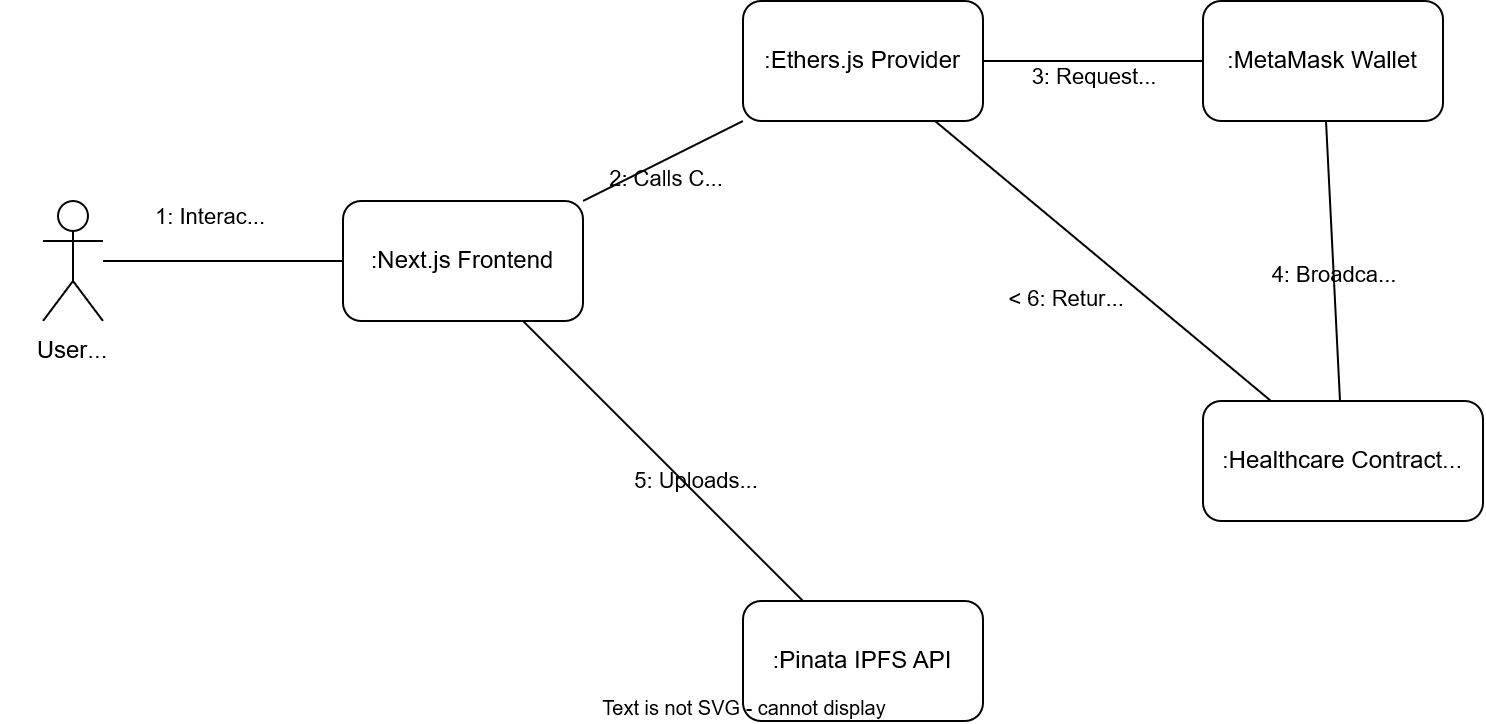 :Ethers.js Provider
:MetaMask Wallet
3: Request...
2: Calls C...
1: Interac...
:Next.js Frontend
4: Broadca...
< 6: Retur...
User...
:Healthcare Contract...
5: Uploads...
:Pinata IPFS API
Text is not SVG - cannot display